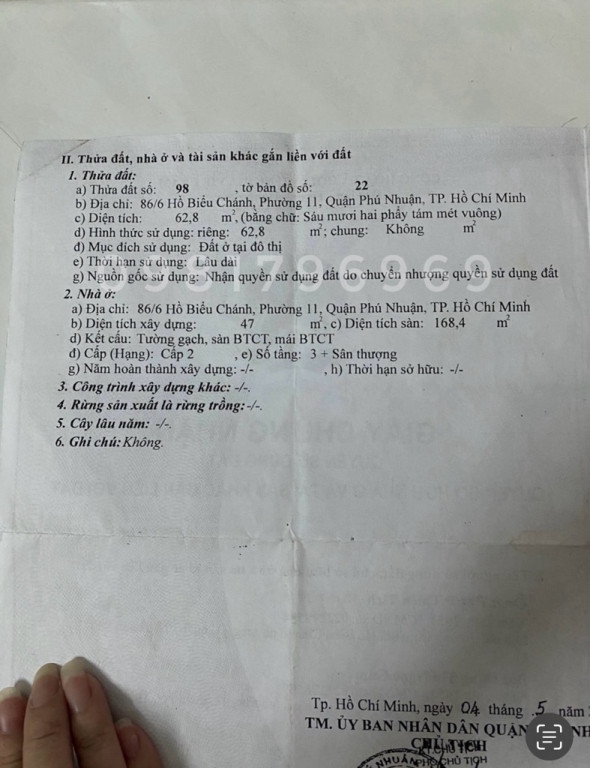 II. Thửa đất, nhà ở và tài sản khác gắn liền với đất
1. Thửa đất:
a) Thửa đất số: 98 , tờ bản đồ số: 22
b) Địa chỉ: 86/6 Hồ Biểu Chánh, Phường 11, Quận Phú Nhuận, TP. Hồ Chí Minh
c) Diện tích: 62,8 m², (bằng chữ: Sáu mươi hai phẩy tám mét vuông)
d) Hình thức sử dụng: riêng: 62,8 m²; chung: Không m²
đ) Mục đích sử dụng: Đất ở tại đô thị
e) Thời hạn sử dụng: Lâu dài
g) Nguồn gốc sử dụng: Nhận quyền sử dụng đất do chuyển nhượng quyền sử dụng đất
2. Nhà ở:
a) Địa chỉ: 86/6 Hồ Biểu Chánh, Phường 11, Quận Phú Nhuận, TP. Hồ Chí Minh
b) Diện tích xây dựng: 47 m², c) Diện tích sàn: 168,4 m²
d) Kết cấu: Tường gạch, sàn BTCT, mái BTCT
đ) Cấp (Hạng): Cấp 2 , e) Số tầng: 3 + Sân thượng
g) Năm hoàn thành xây dựng: -/- , h) Thời hạn sở hữu: -/-
3. Công trình xây dựng khác: -/-.
4. Rừng sản xuất là rừng trồng: -/-.
5. Cây lâu năm: -/-.
6. Ghi chú: Không.
Tp. Hồ Chí Minh, ngày 04 tháng 5 năm
TM. ỦY BAN NHÂN DÂN QUẬN
CHỦ TỊCH
KT.CHỦ TỊCH
PHÓ CHỦ TỊCH
NHUẬN